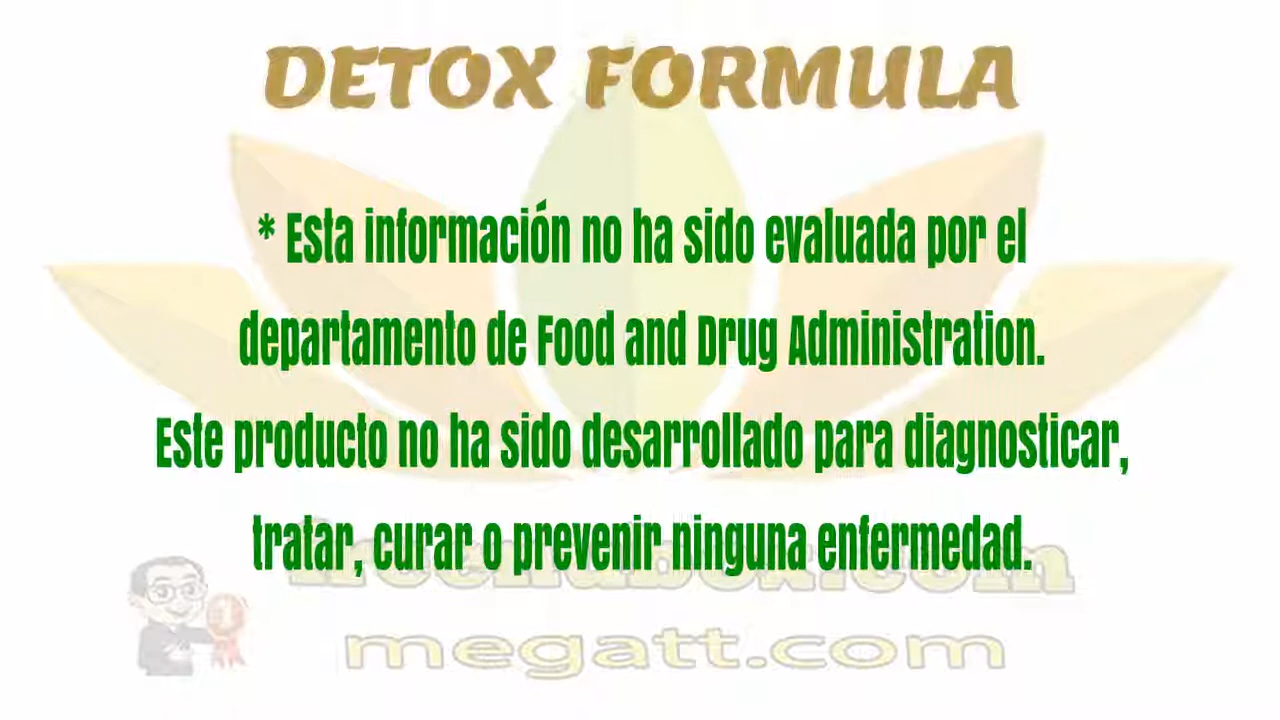 DETOX FORMULA
* Esta información no ha sido evaluada por el
departamento de Food and Drug Administration.
Este producto no ha sido desarrollado para diagnosticar,
tratar, curar o prevenir ninguna enfermedad.
megatt.com